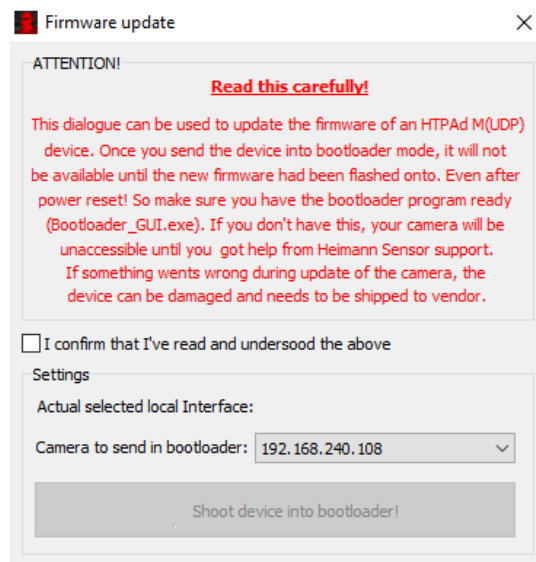 Firmware update
ATTENTION!
Read this carefully!
This dialogue can be used to update the firmware of an HTPAd M(UDP)
device. Once you send the device into bootloader mode, it will not
be available until the new firmware had been flashed onto. Even after
power reset! So make sure you have the bootloader program ready
(Bootloader_GUI.exe). If you don't have this, your camera will be
unaccessible until you got help from Heimann Sensor support.
If something wents wrong during update of the camera, the
device can be damaged and needs to be shipped to vendor.
I confirm that I've read and undersood the above
Settings
Actual selected local Interface:
Camera to send in bootloader: 192.168.240.108
Shoot device into bootloader!